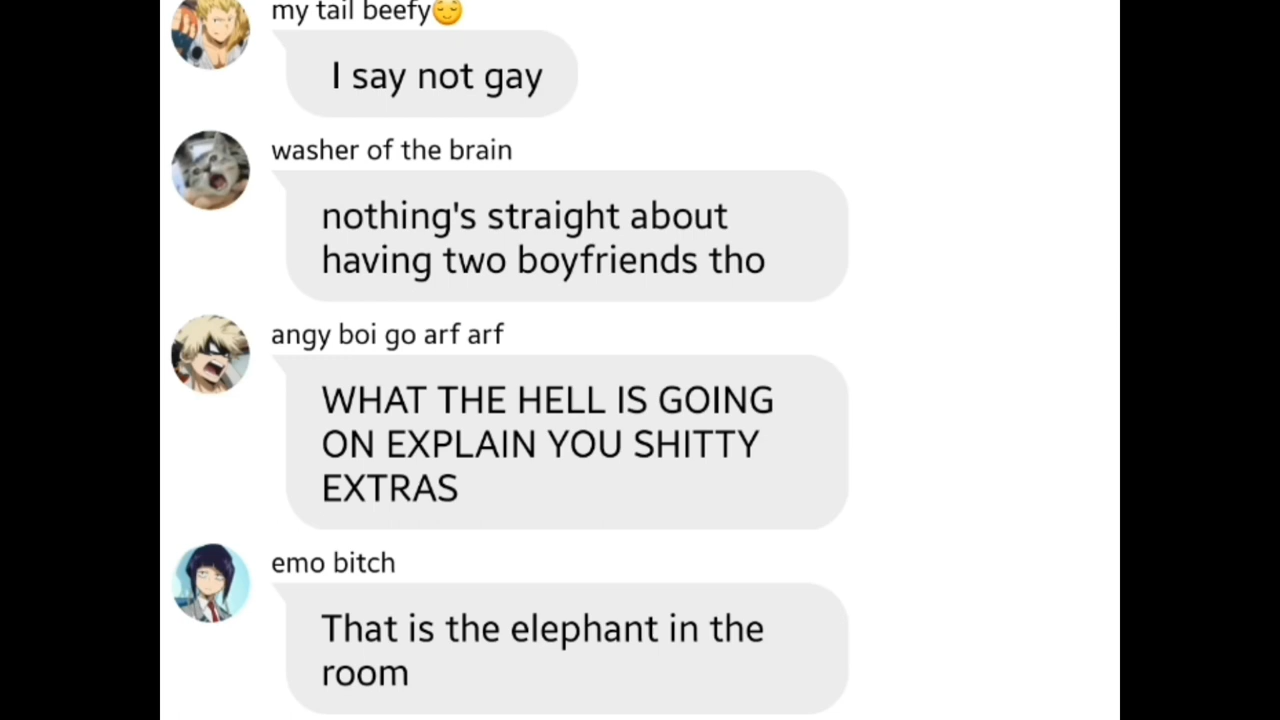 my tail beefy😌
I say not gay
washer of the brain
nothing's straight about
having two boyfriends tho
angy boi go arf arf
WHAT THE HELL IS GOING
ON EXPLAIN YOU SHITTY
EXTRAS
emo bitch
That is the elephant in the
room